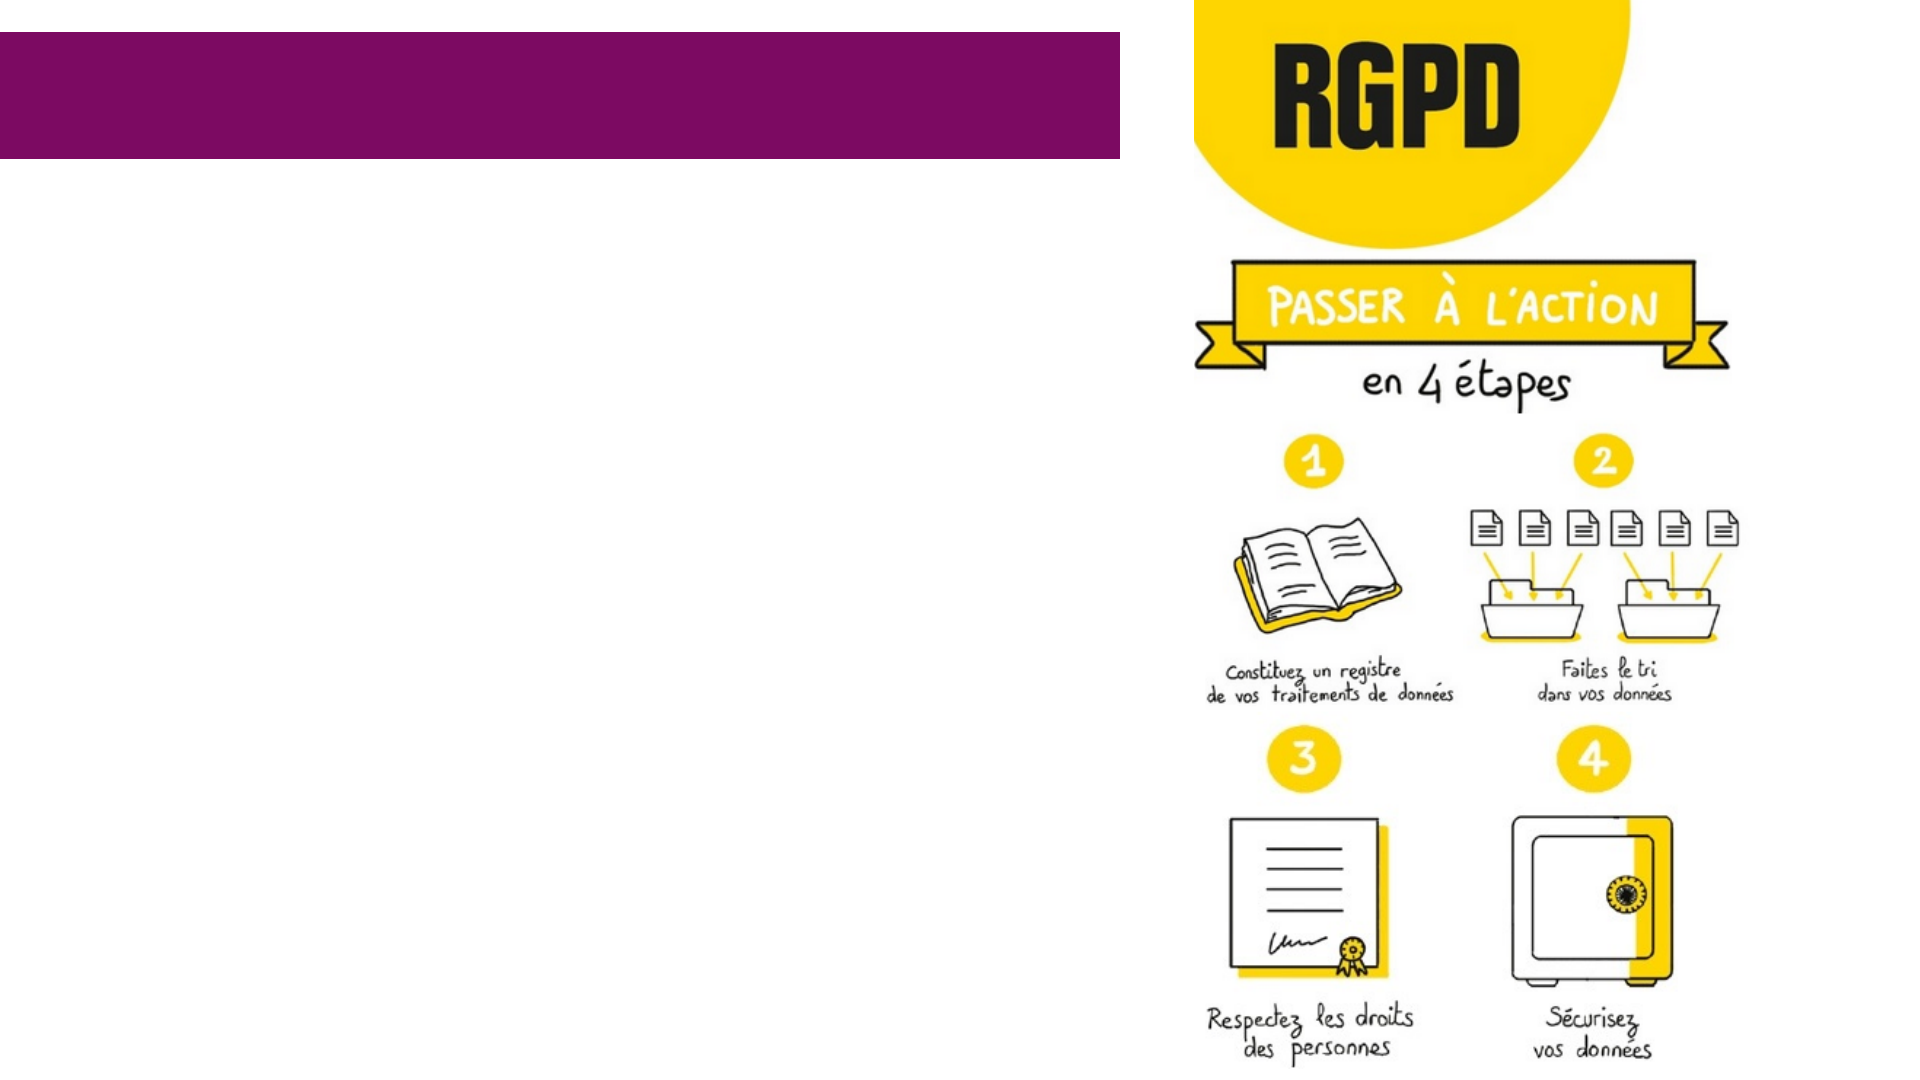 RGPD
PASSER À L'ACTION
en 4 étapes
1
2
Constituez un registre
de vos traitements de données
Faites le tri
dans vos données
3
4
Respectez les droits
des personnes
Sécurisez
vos données